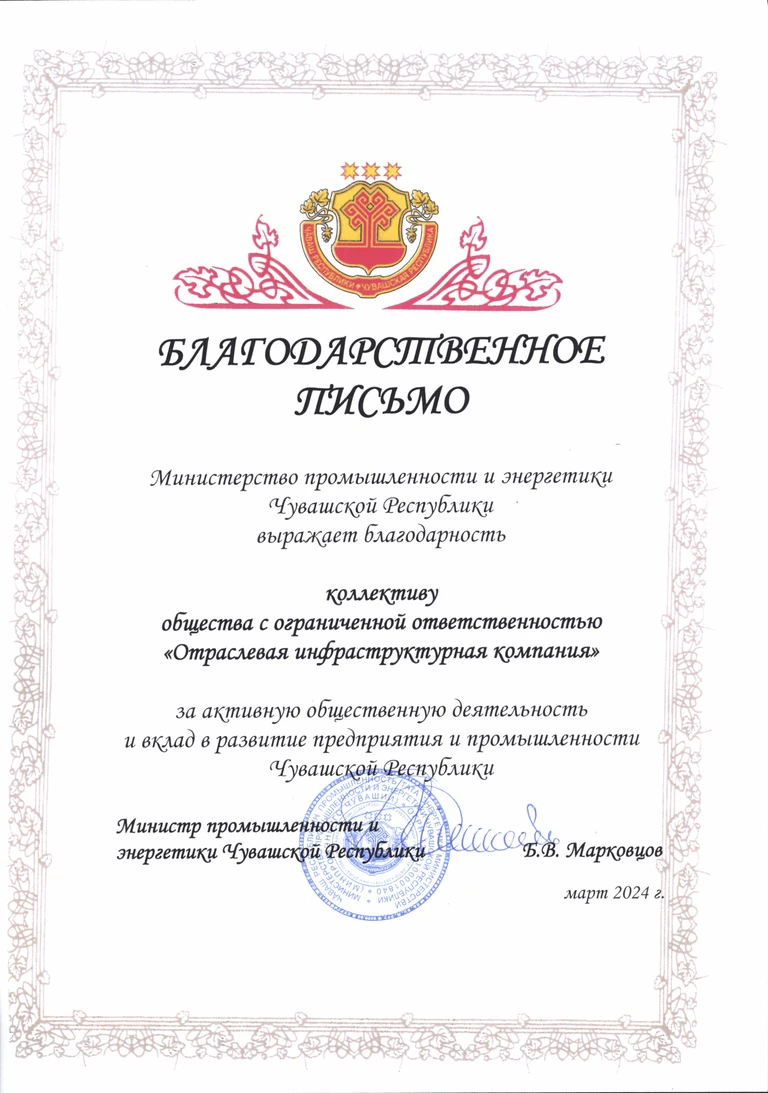 ЧӐВАШ РЕСПУБЛИКИ ЧУВАШСКАЯ РЕСПУБЛИКА
БЛАГОДАРСТВЕННОЕ
ПИСЬМО
Министерство промышленности и энергетики
Чувашской Республики
выражает благодарность
коллективу
общества с ограниченной ответственностью
«Отраслевая инфраструктурная компания»
за активную общественную деятельность
и вклад в развитие предприятия и промышленности
Чувашской Республики
Министр промышленности и
энергетики Чувашской Республики
Б.В. Марковцов
март 2024 г.